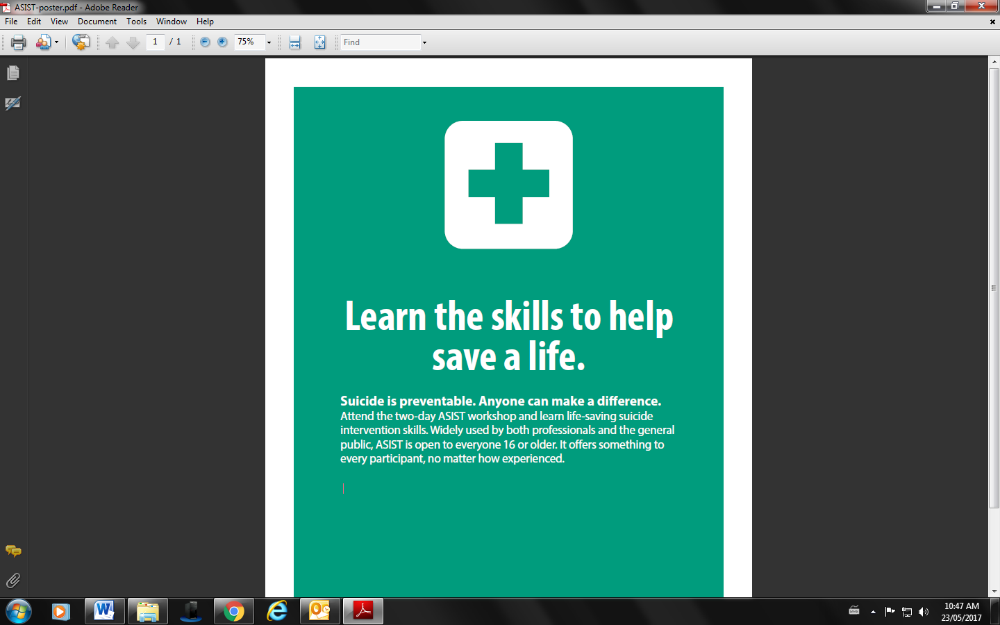 ASIST-poster.pdf - Adobe Reader
File Edit View Document Tools Window Help
1 / 1 75% Find
Learn the skills to help
save a life.
Suicide is preventable. Anyone can make a difference.
Attend the two-day ASIST workshop and learn life-saving suicide
intervention skills. Widely used by both professionals and the general
public, ASIST is open to everyone 16 or older. It offers something to
every participant, no matter how experienced.
10:47 AM
23/05/2017